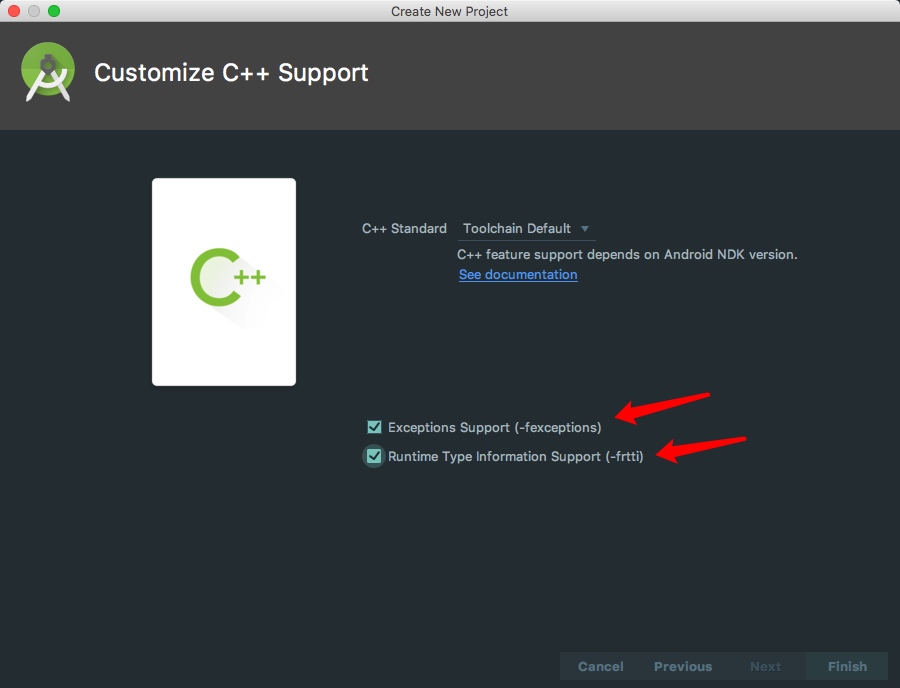 Create New Project
Customize C++ Support
C++
C++ Standard Toolchain Default
C++ feature support depends on Android NDK version.
See documentation
Exceptions Support (-fexceptions)
Runtime Type Information Support (-frtti)
Cancel Previous Next Finish